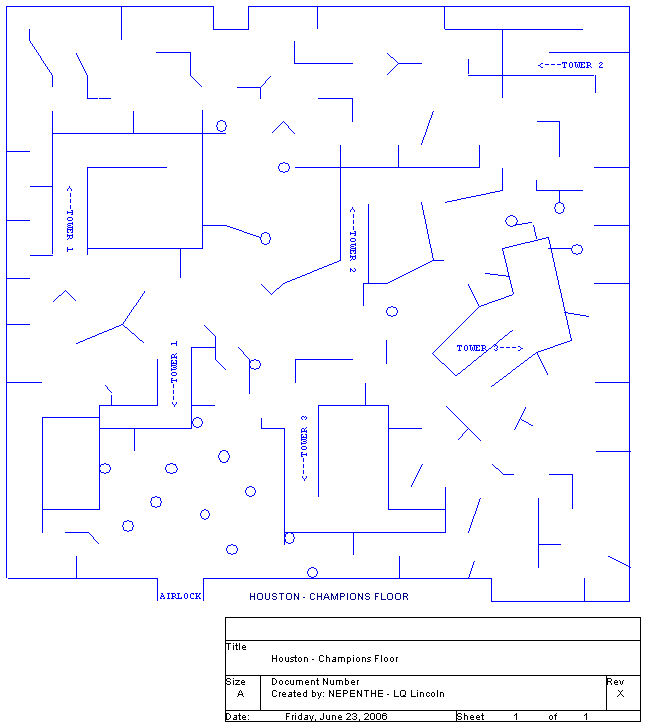 <---TOWER 2
<---TOWER 1
<---TOWER 2
TOWER 3--->
<---TOWER 1
<---TOWER 3
AIRLOCK
HOUSTON - CHAMPIONS FLOOR
Title
Houston - Champions Floor
Size
Document Number
Rev
A
Created by: NEPENTHE - LQ Lincoln
X
Date: Friday, June 23, 2006 Sheet 1 of 1